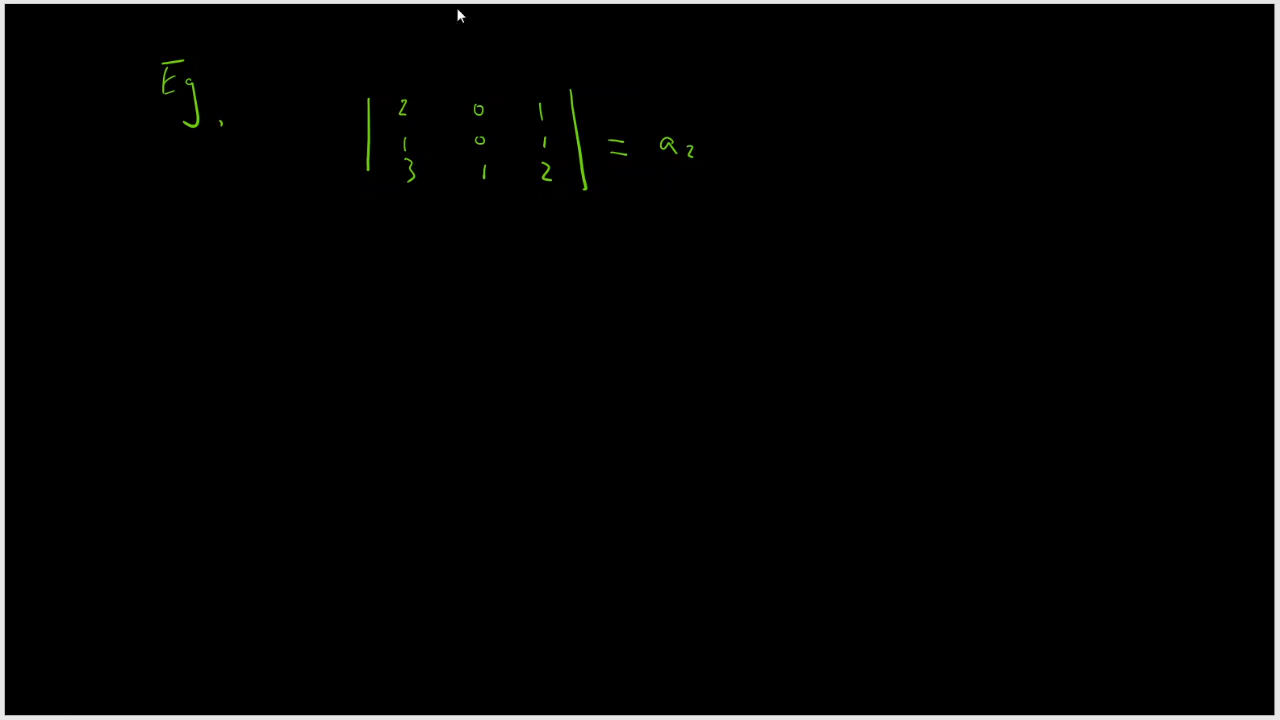 Eg.
| 2 0 1 |
| 1 0 1 | = a2
| 3 1 2 |